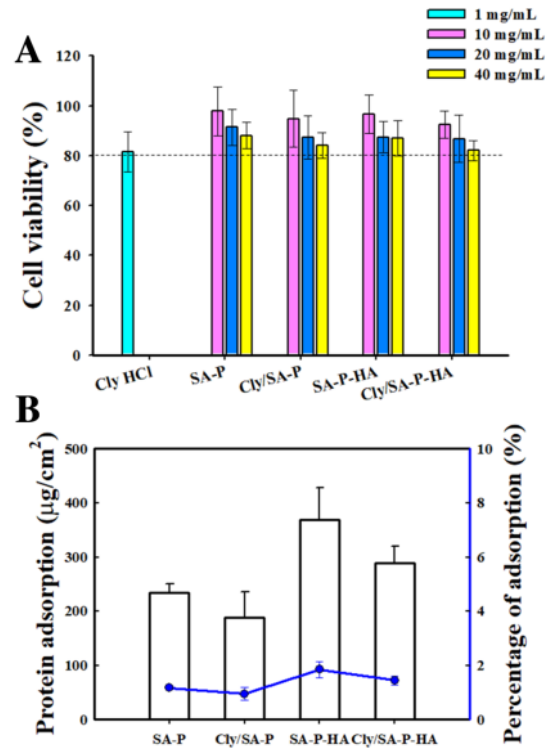 A
1 mg/mL
10 mg/mL
20 mg/mL
40 mg/mL
Cell viability (%)
120
100
80
60
40
20
0
Cly HCl
SA-P
Cly/SA-P
SA-P-HA
Cly/SA-P-HA
B
Protein adsorption (μg/cm²)
500
400
300
200
100
0
Percentage of adsorption (%)
10
8
6
4
2
0
SA-P
Cly/SA-P
SA-P-HA
Cly/SA-P-HA